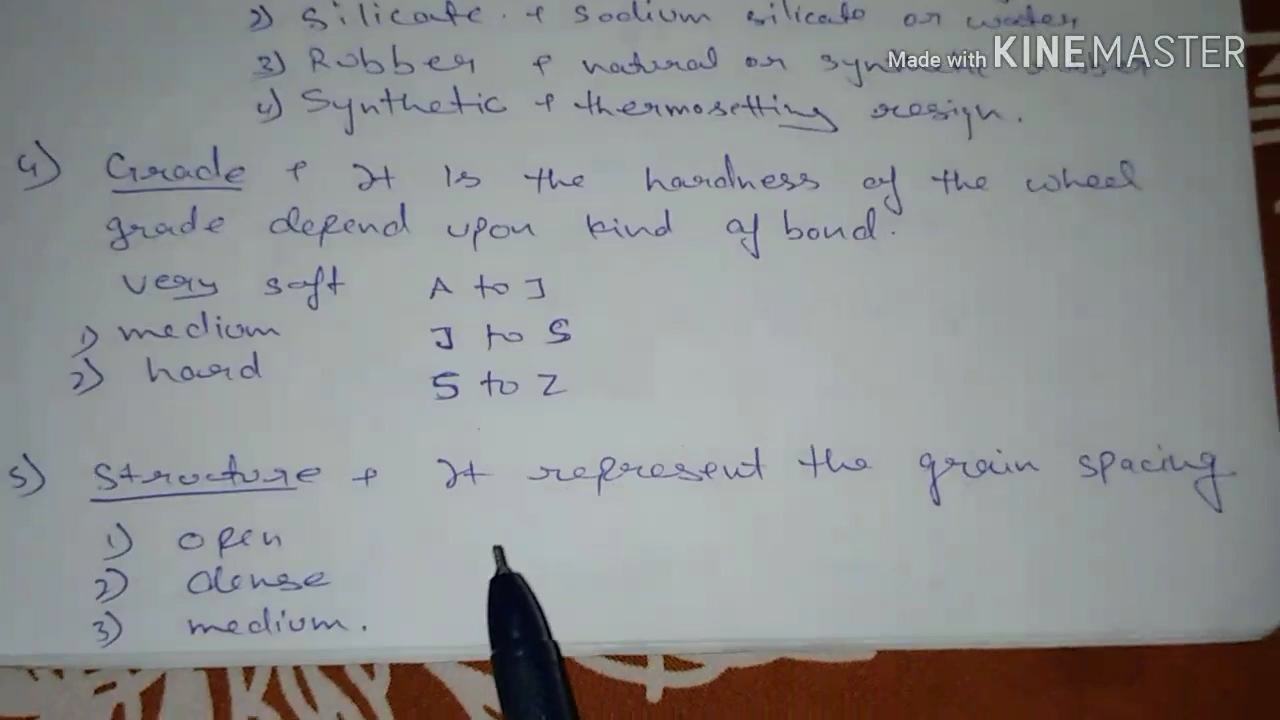 2) Silicate + Sodium silicate or water
3) Rubber + natural or
4) Synthetic + thermosetting resign.
4) Grade + It is the hardness of the wheel
grade depend upon kind of bond.
very soft A to J
1) medium J to S
2) hard S to Z
5) Structure + It represent the grain spacing
1) open
2) dense
3) medium.
Made with KINEMASTER